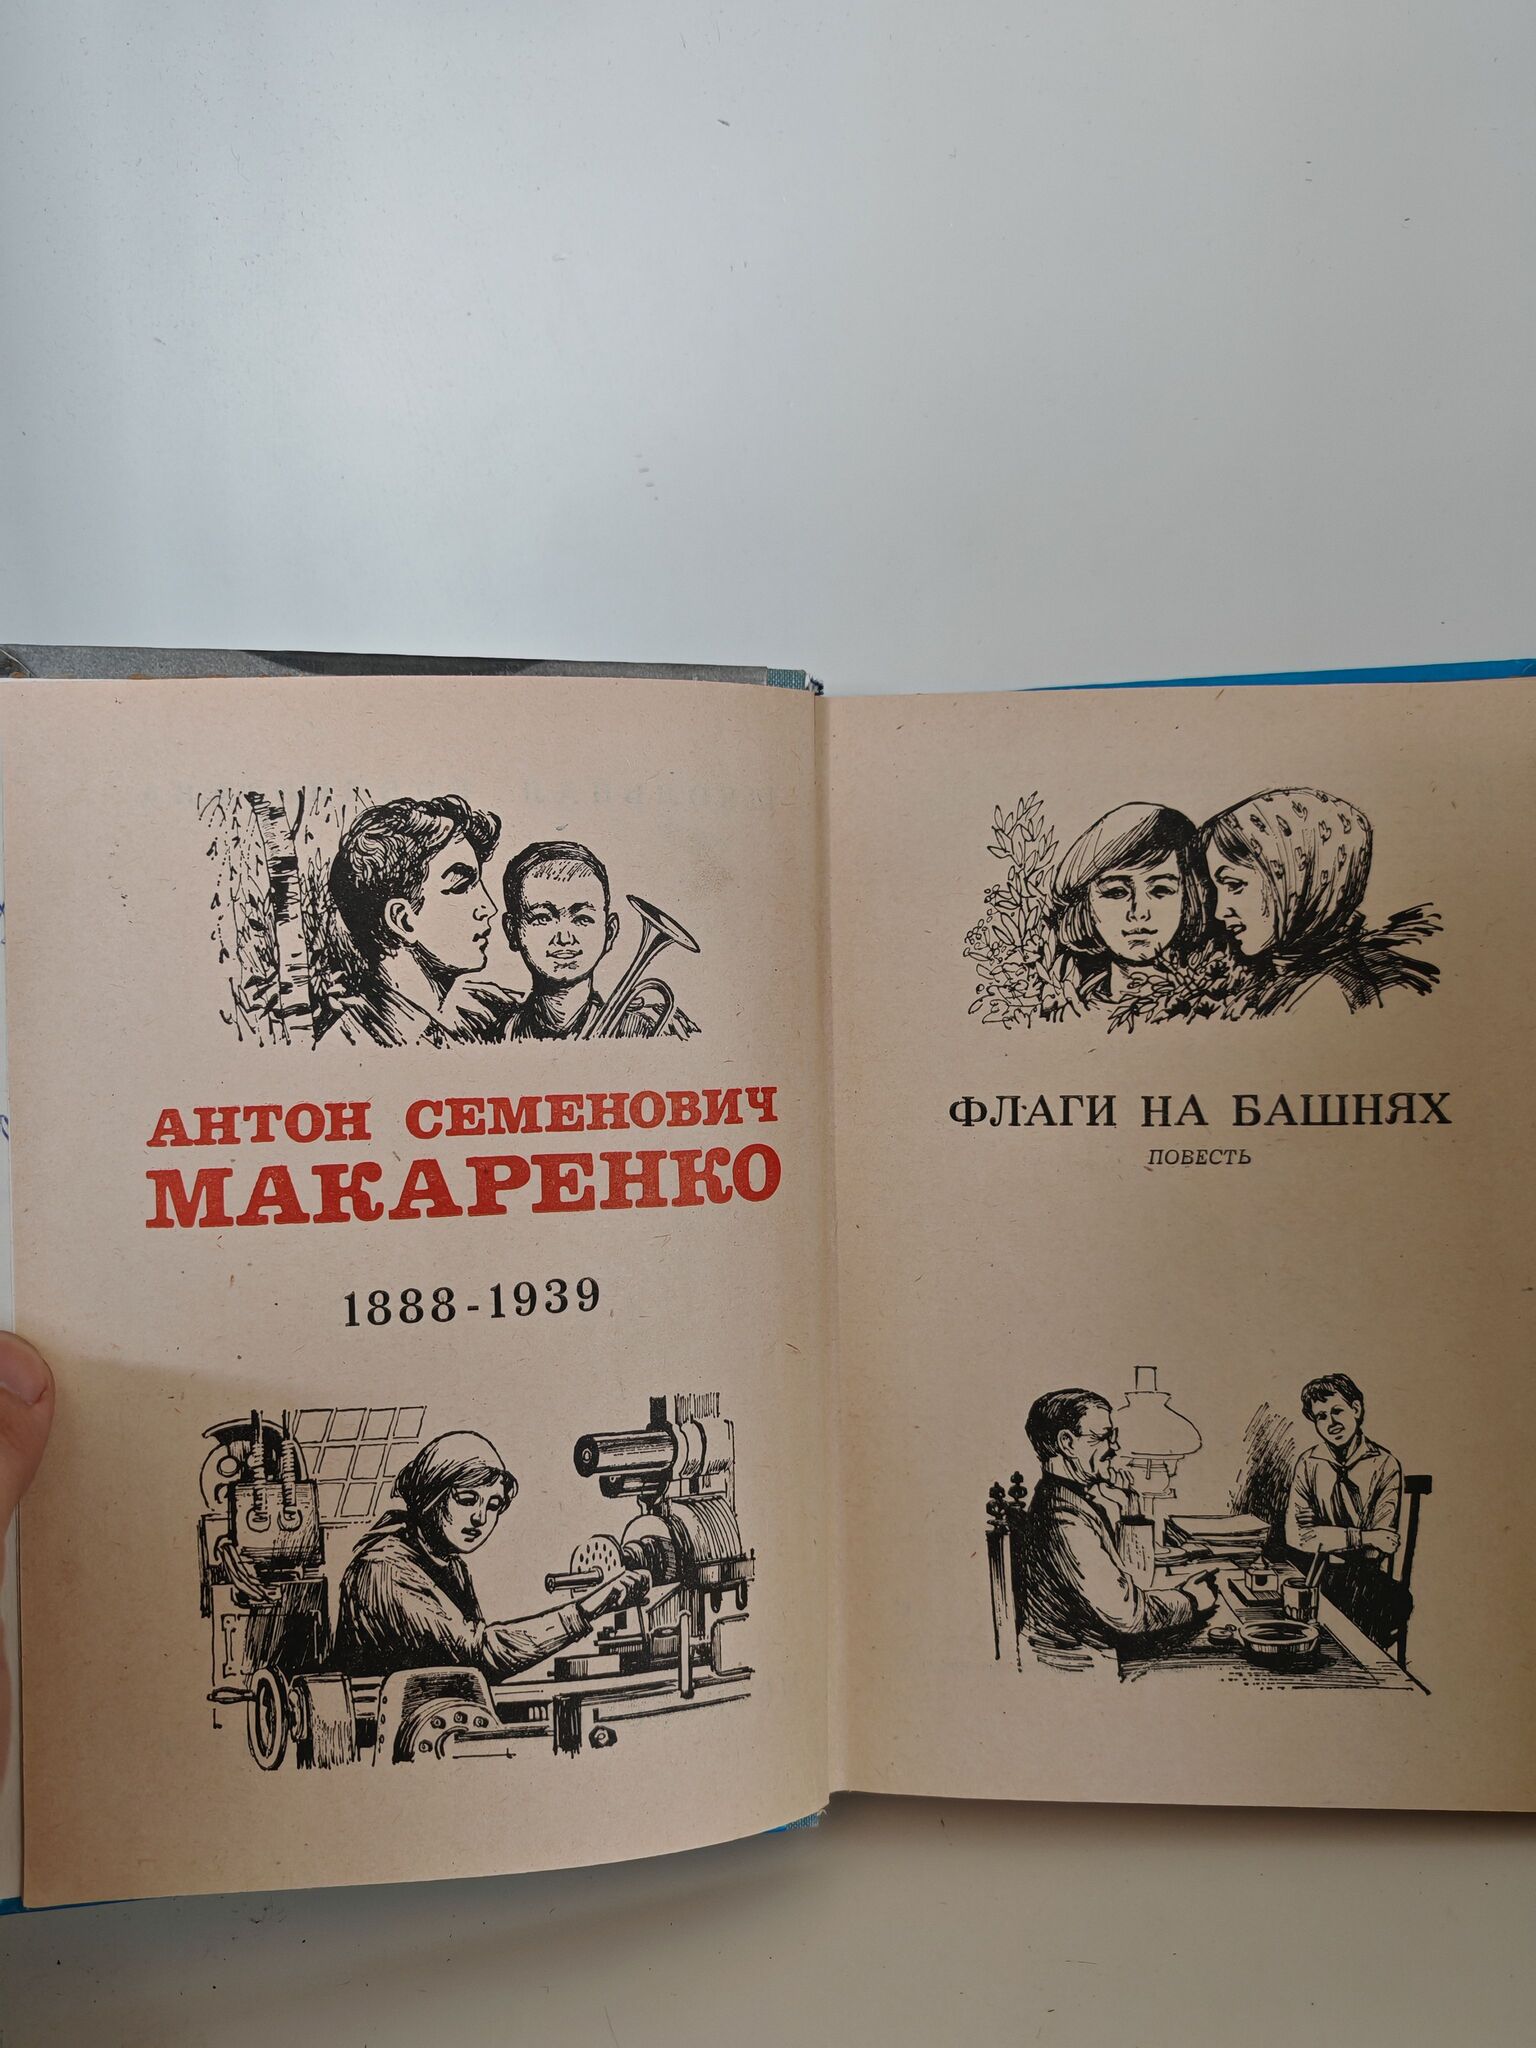 АНТОН СЕМЕНОВИЧ
МАКАРЕНКО
1888-1939
ФЛАГИ НА БАШНЯХ
ПОВЕСТЬ